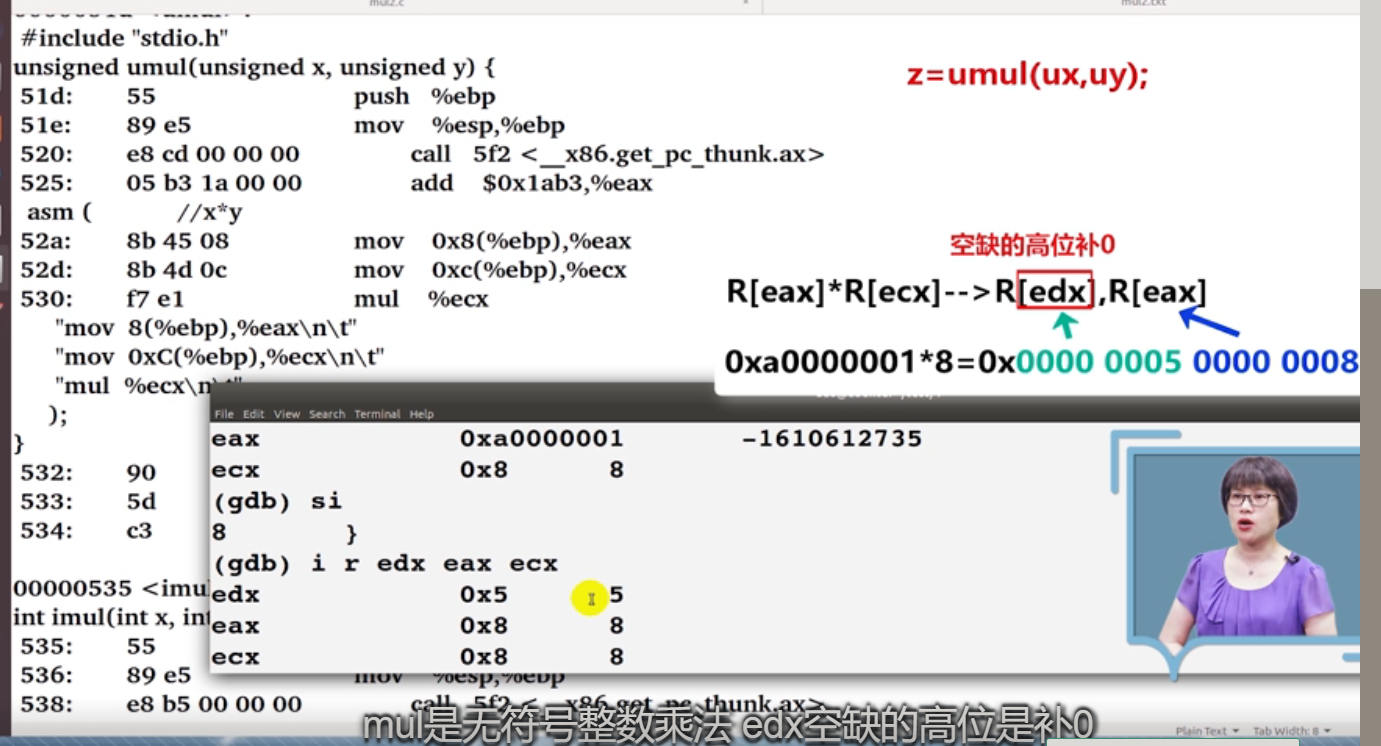 mul2.c
mul2.txt
#include "stdio.h"
unsigned umul(unsigned x, unsigned y) {
51d: 55 push %ebp
51e: 89 e5 mov %esp,%ebp
520: e8 cd 00 00 00 call 5f2 <__x86.get_pc_thunk.ax>
525: 05 b3 1a 00 00 add $0x1ab3,%eax
asm ( //x*y
52a: 8b 45 08 mov 0x8(%ebp),%eax
52d: 8b 4d 0c mov 0xc(%ebp),%ecx
530: f7 e1 mul %ecx
"mov 8(%ebp),%eax\n\t"
"mov 0xC(%ebp),%ecx\n\t"
"mul %ecx\n\t"
);
}
532: 90
533: 5d
534: c3
00000535 <imul
int imul(int x, int
535: 55
536: 89 e5 mov %esp,%ebp
538: e8 b5 00 00 00 call 5f2 <__x86.get_pc_thunk.ax>
z=umul(ux,uy);
空缺的高位补0
R[eax]*R[ecx]-->R[edx],R[eax]
0xa0000001*8=0x0000 0005 0000 0008
File Edit View Search Terminal Help
eax 0xa0000001 -1610612735
ecx 0x8 8
(gdb) si
8 }
(gdb) i r edx eax ecx
edx 0x5 5
eax 0x8 8
ecx 0x8 8
mul是无符号整数乘法 edx空缺的高位是补0
Plain Text Tab Width: 8